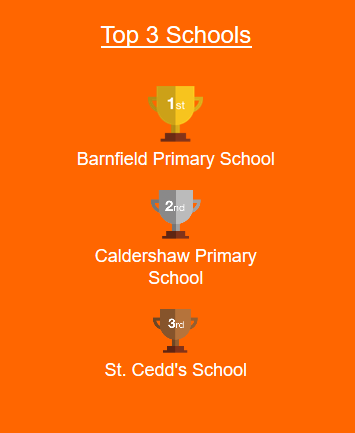 Top 3 Schools
1st
Barnfield Primary School
2nd
Caldershaw Primary
School
3rd
St. Cedd's School